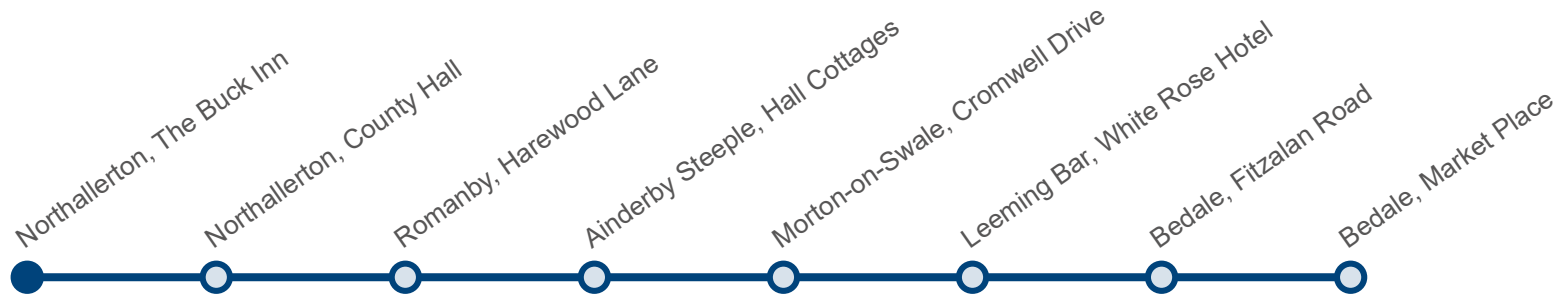 Northallerton, The Buck Inn
Northallerton, County Hall
Romanby, Harewood Lane
Ainderby Steeple, Hall Cottages
Morton-on-Swale, Cromwell Drive
Leeming Bar, White Rose Hotel
Bedale, Fitzalan Road
Bedale, Market Place